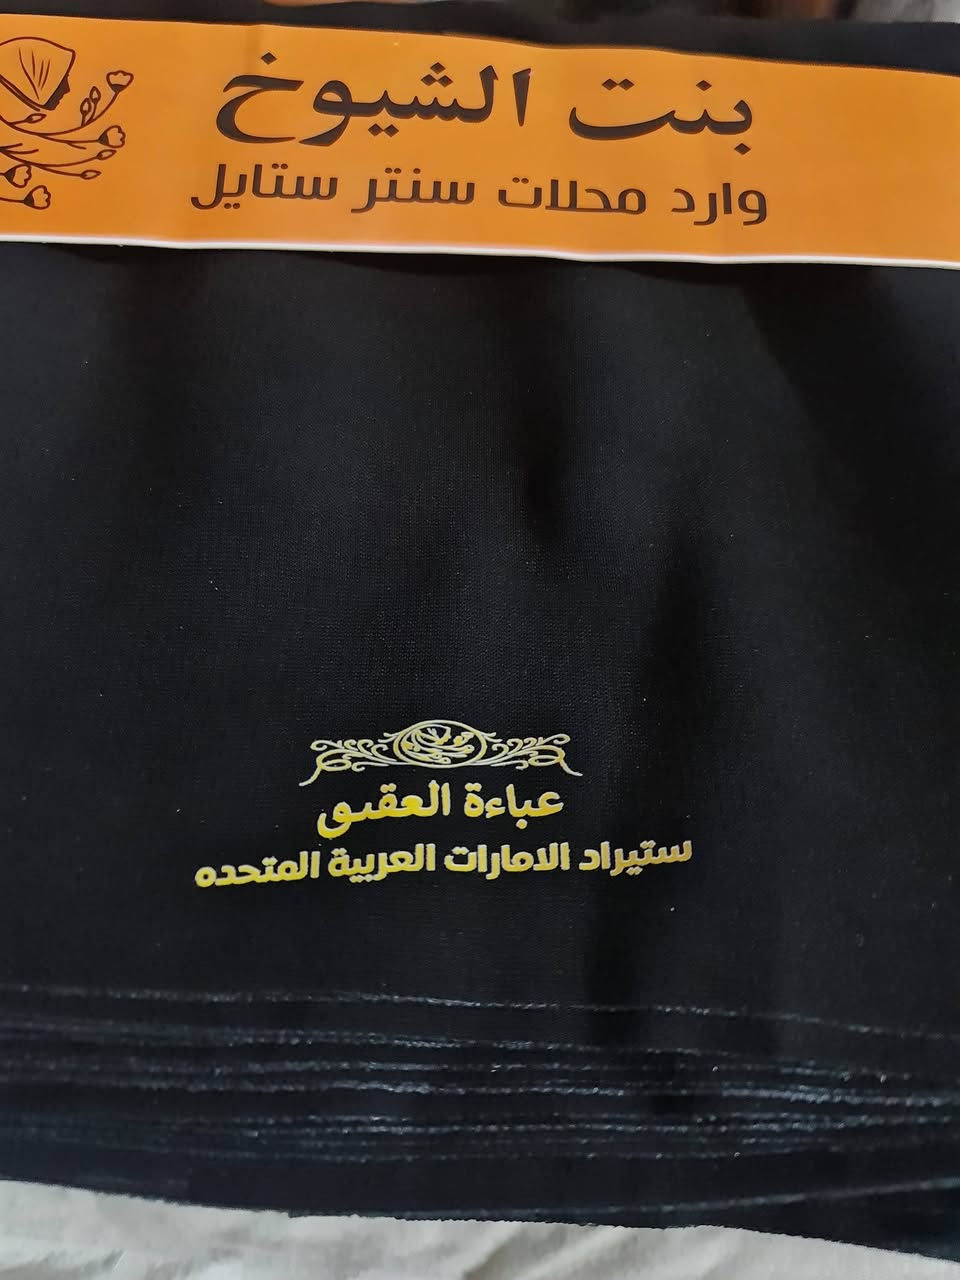 بنت الشيوخ
وارد محلات سنتر ستايل
عباءة العقيق
ستيراد الامارات العربية المتحده